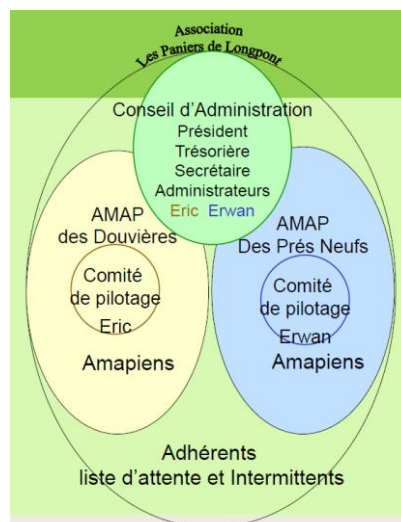 Association
Les Paniers de Longpont
Conseil d'Administration
Président
Trésorière
Secrétaire
Administrateurs
Eric Erwan
AMAP
des Douvières
Comité
de pilotage
Eric
Amapiens
AMAP
Des Prés Neufs
Comité
de pilotage
Erwan
Amapiens
Adhérents
liste d'attente et Intermittents